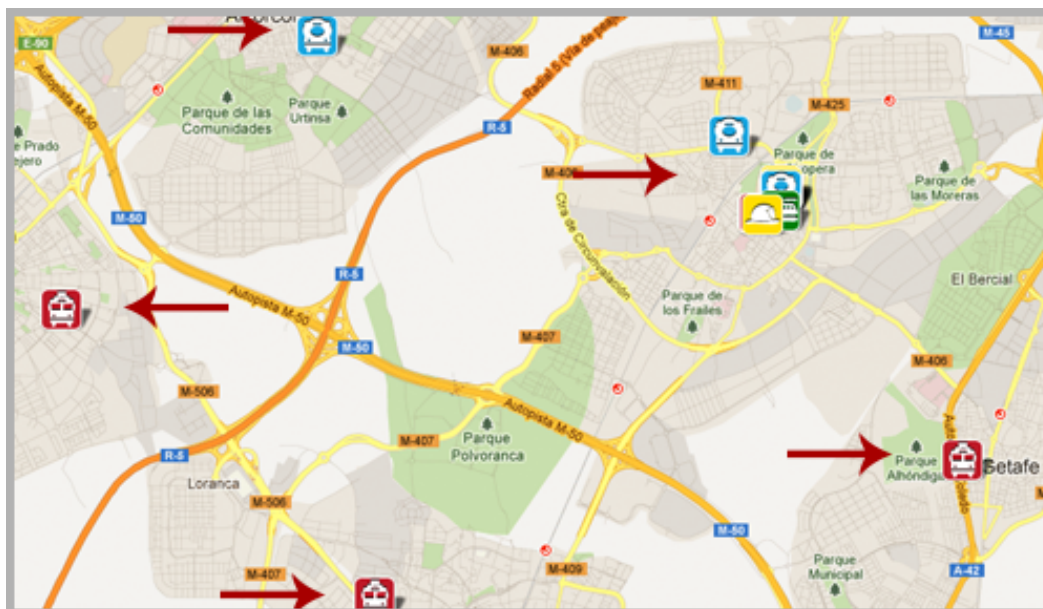 E-90
M-406
Radial 5 (Vía de peaje)
M-45
Autopista M-50
M-411
M-425
Parque de las
Comunidades
Parque
Urtinsa
R-5
e Prado
ejero
M-406
Parque de
opera
Parque de
las Moreras
M-50
Ctra de Circunvalación
R-5
El Bercial
Autopista M-50
Parque de
los Frailes
M-407
M-50
M-406
M-506
Autopista M-50
M-407
Parque
Polvoranca
R-5
Loranca
Parque
Alhóndiga
Getafe
M-506
M-50
M-407
M-409
Parque
Municipal
A-42